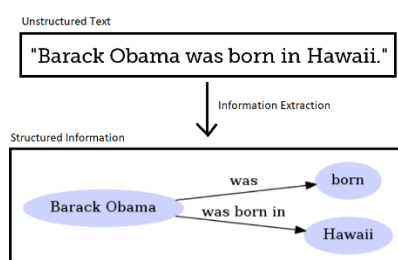 Unstructured Text
"Barack Obama was born in Hawaii."
Information Extraction
Structured Information
was
born
Barack Obama
was born in
Hawaii